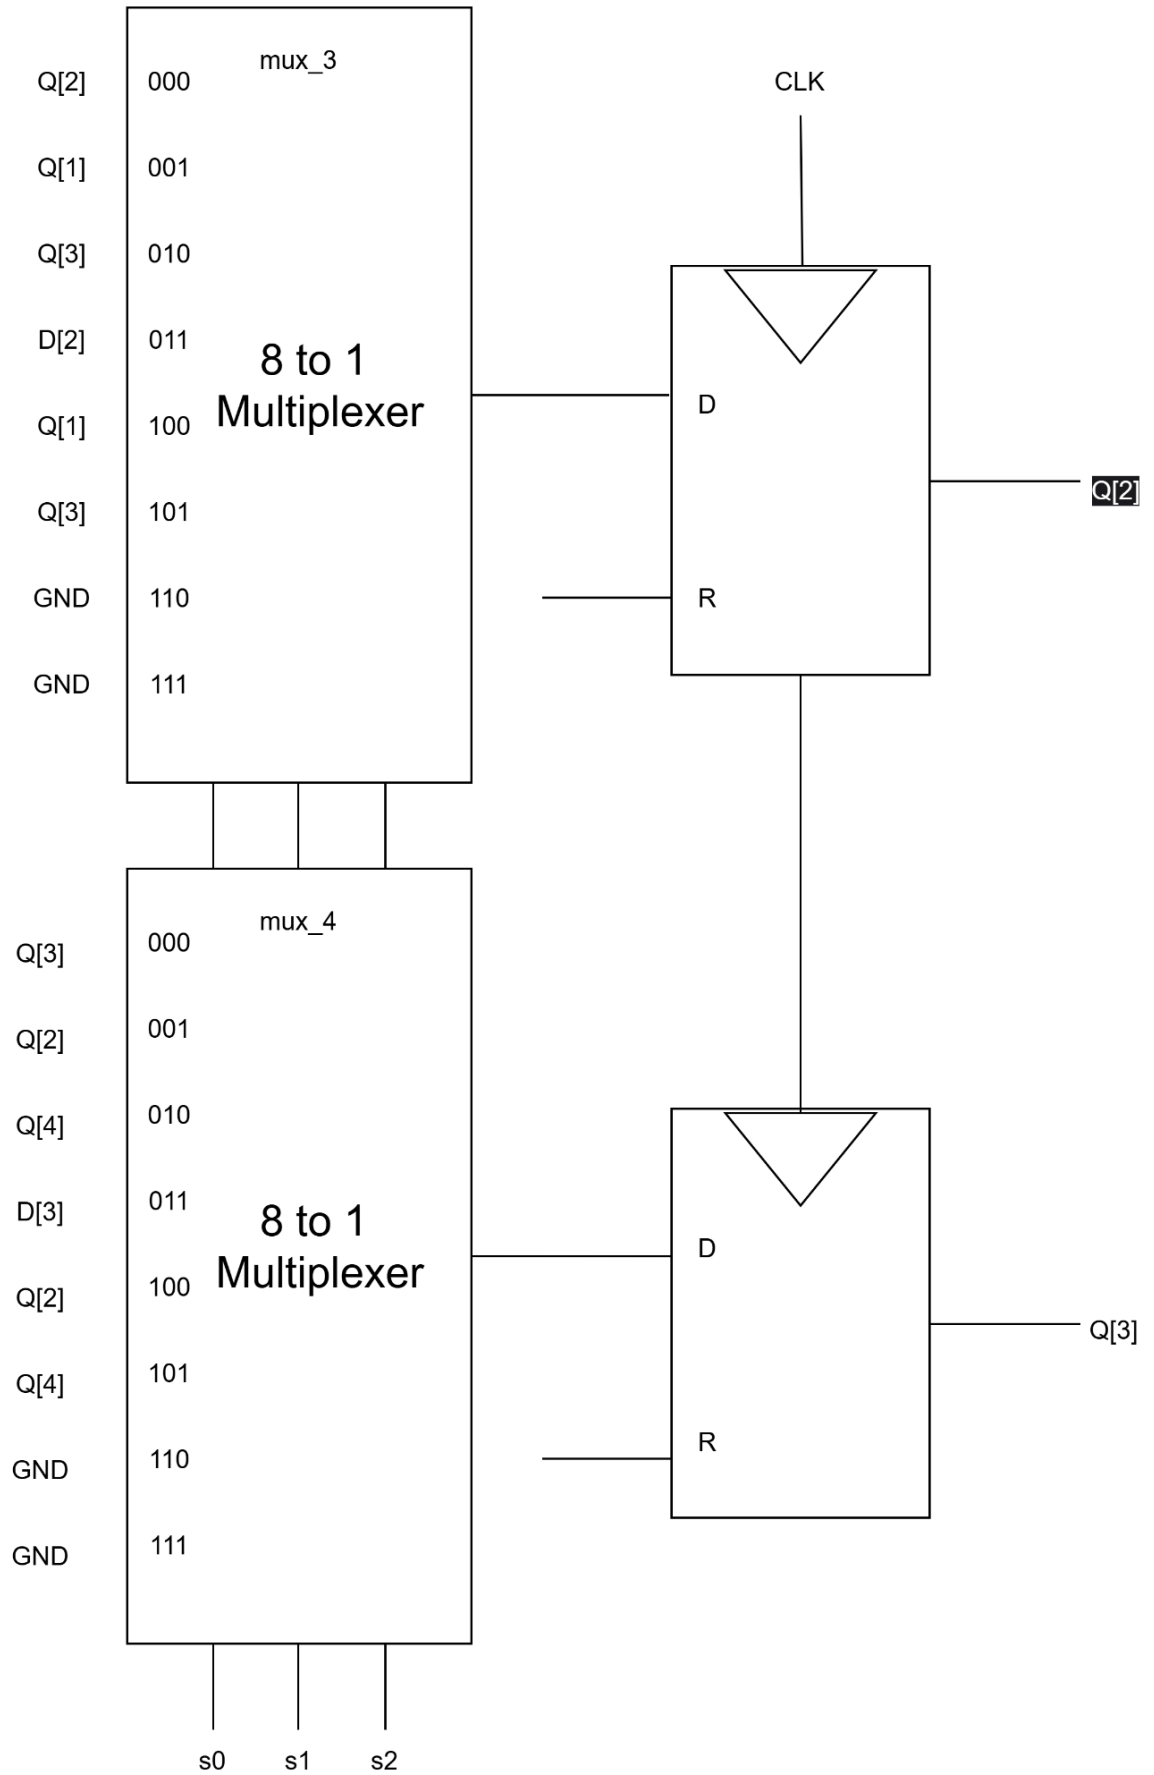 mux_3
CLK
Q[2] 000
Q[1] 001
Q[3] 010
D[2] 011
8 to 1
Multiplexer
D
Q[1] 100
Q[2]
Q[3] 101
GND 110
R
GND 111
mux_4
Q[3] 000
Q[2] 001
Q[4] 010
D[3] 011
8 to 1
Multiplexer
D
Q[2] 100
Q[3]
Q[4] 101
R
GND 110
GND 111
s0 s1 s2